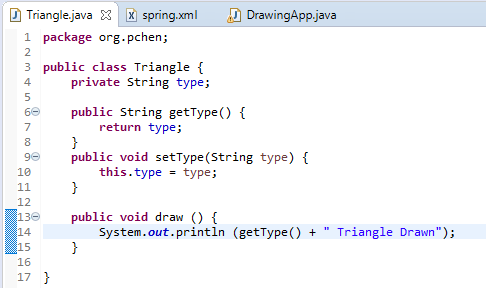 Triangle.java spring.xml DrawingApp.java
1 package org.pchen;
2
3 public class Triangle {
4 private String type;
5
6 public String getType() {
7 return type;
8 }
9 public void setType(String type) {
10 this.type = type;
11 }
12
13 public void draw () {
14 System.out.println (getType() + " Triangle Drawn");
15 }
16
17 }